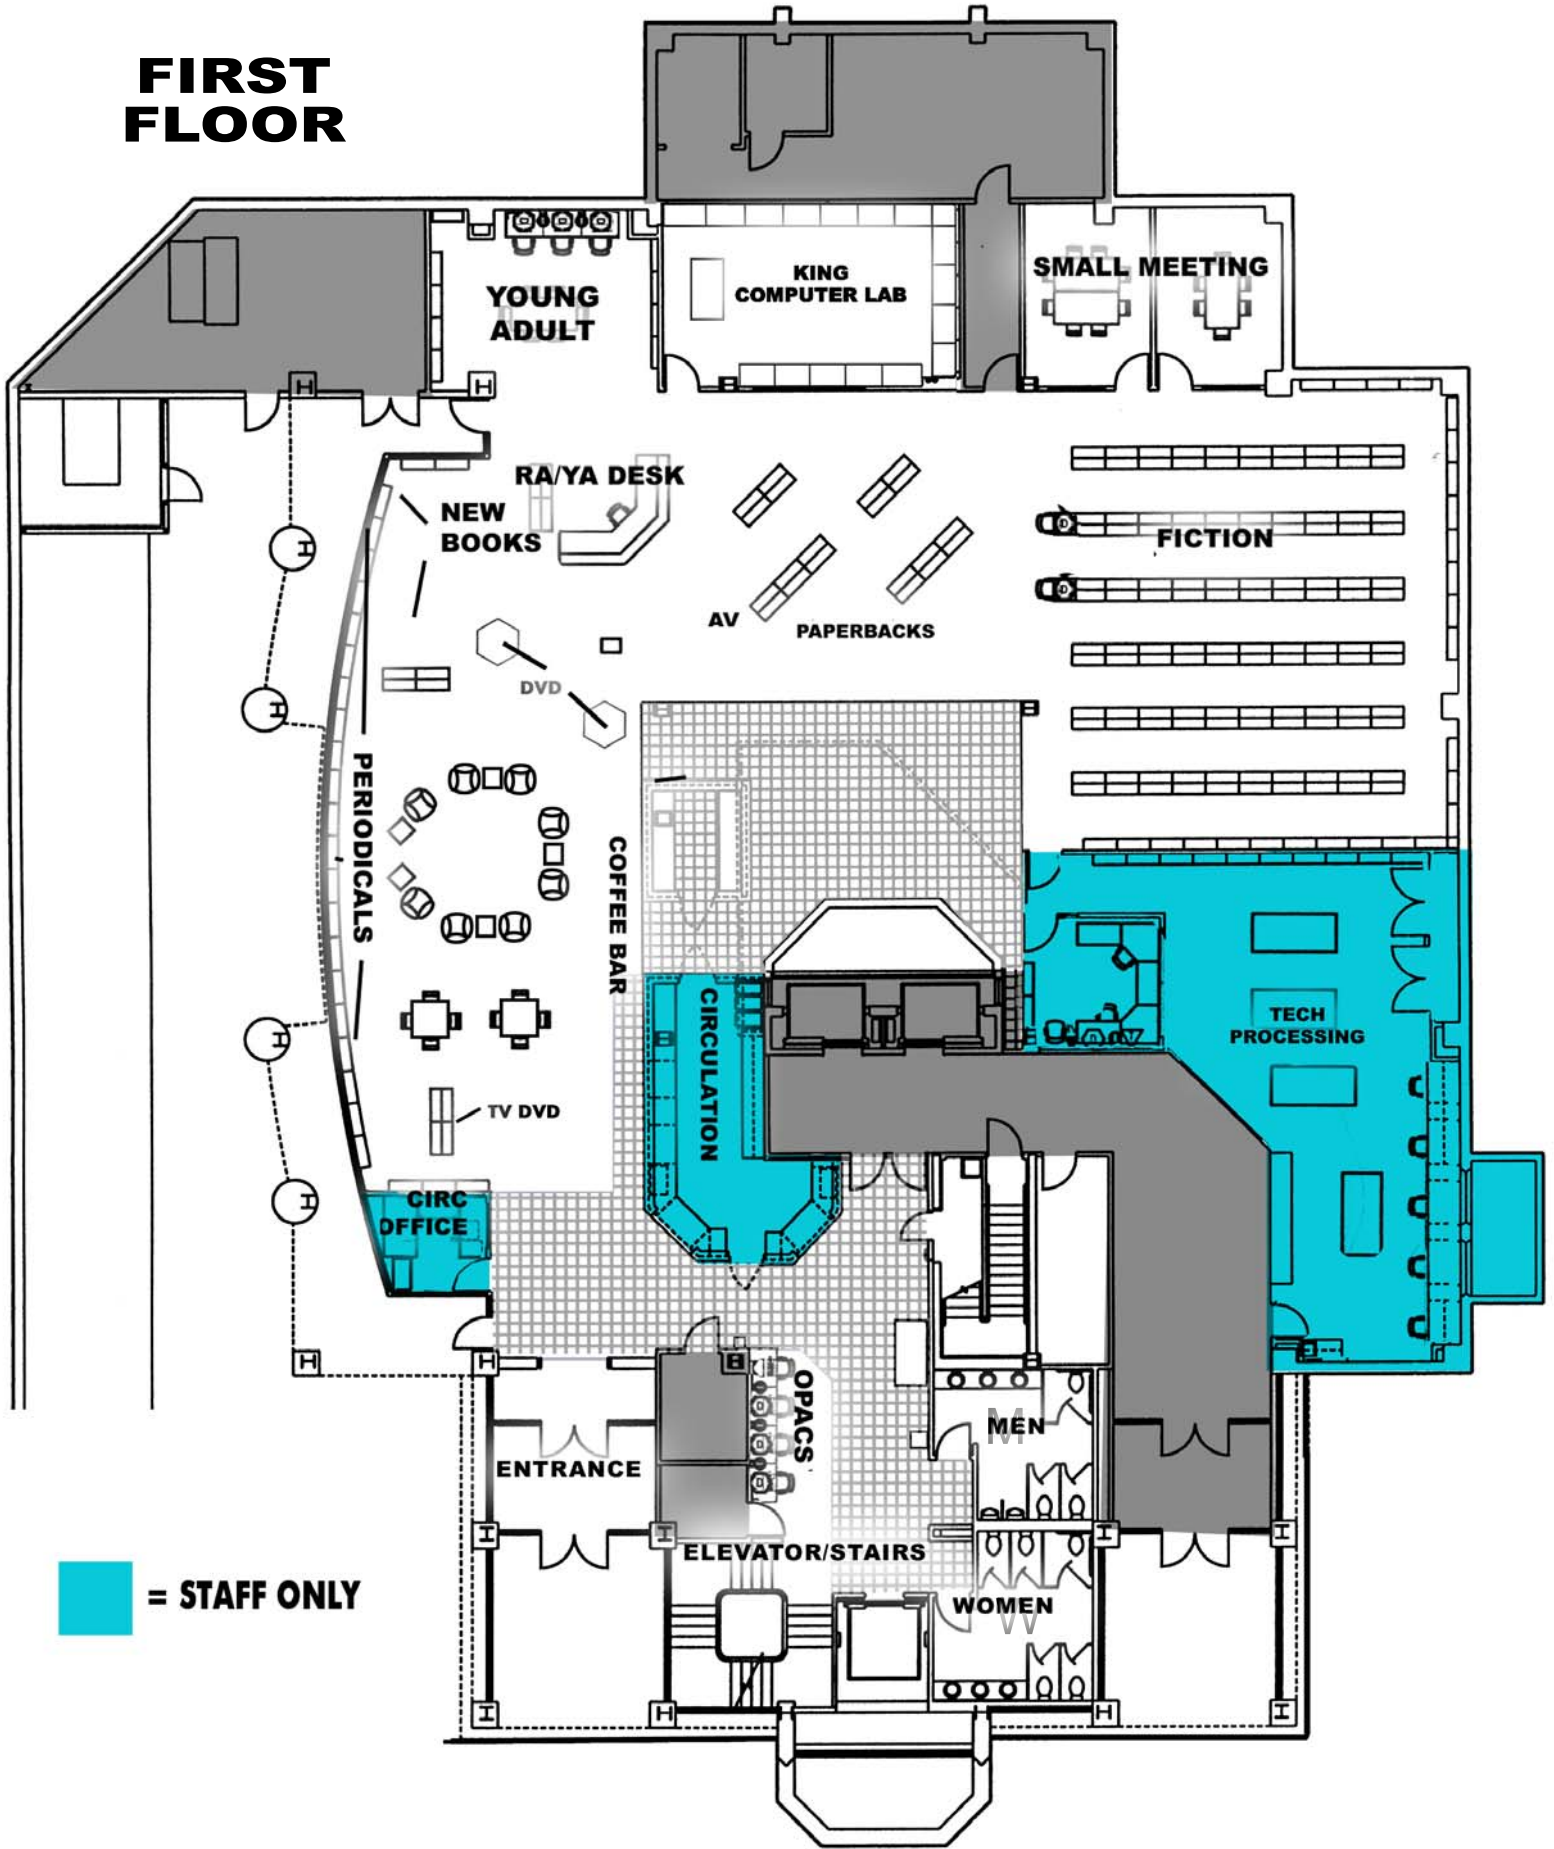 FIRST
FLOOR
YOUNG
ADULT
KING
COMPUTER LAB
SMALL MEETING
RA/YA DESK
NEW
BOOKS
FICTION
AV
PAPERBACKS
DVD
PERIODICALS
COFFEE BAR
CIRCULATION
TECH
PROCESSING
TV DVD
CIRC
OFFICE
OPACS
MEN
M
ENTRANCE
ELEVATOR/STAIRS
WOMEN
W
= STAFF ONLY